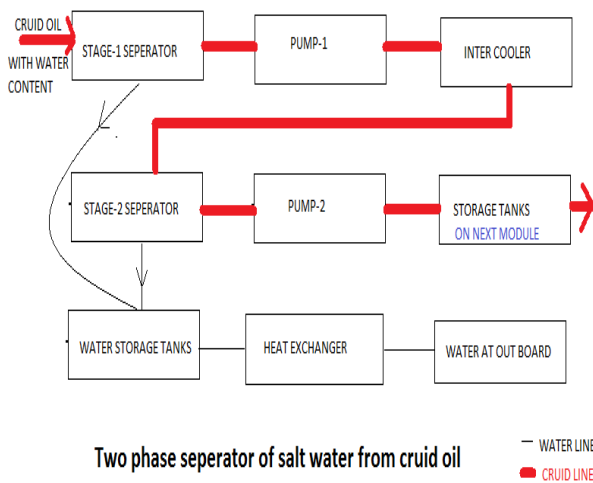 CRUID OIL
WITH WATER
CONTENT
STAGE-1 SEPERATOR
PUMP-1
INTER COOLER
STAGE-2 SEPERATOR
PUMP-2
STORAGE TANKS
ON NEXT MODULE
WATER STORAGE TANKS
HEAT EXCHANGER
WATER AT OUT BOARD
Two phase seperator of salt water from cruid oil
WATER LINE
CRUID LINE